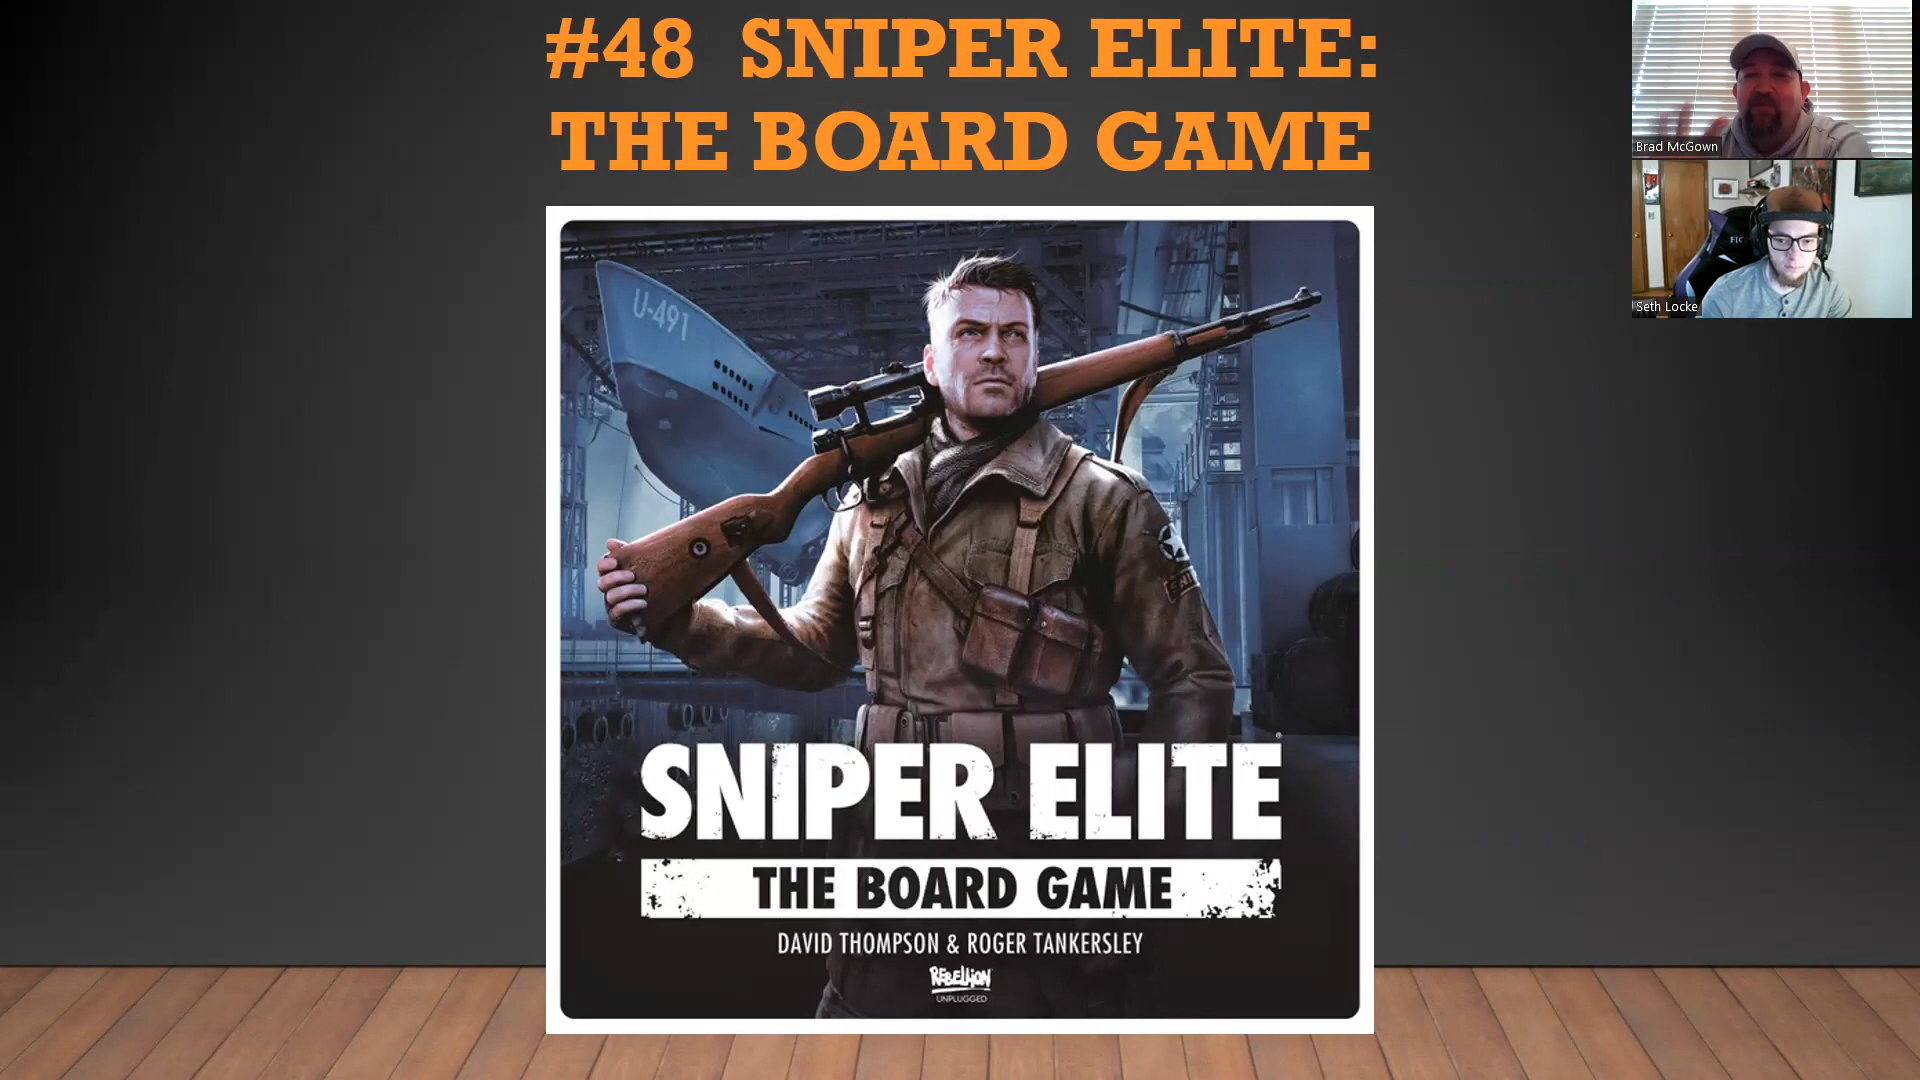 #48 SNIPER ELITE:
THE BOARD GAME
Brad McGown
Seth Locke
U-491
SNIPER ELITE
THE BOARD GAME
DAVID THOMPSON & ROGER TANKERSLEY
REBELLION
UNPLUGGED